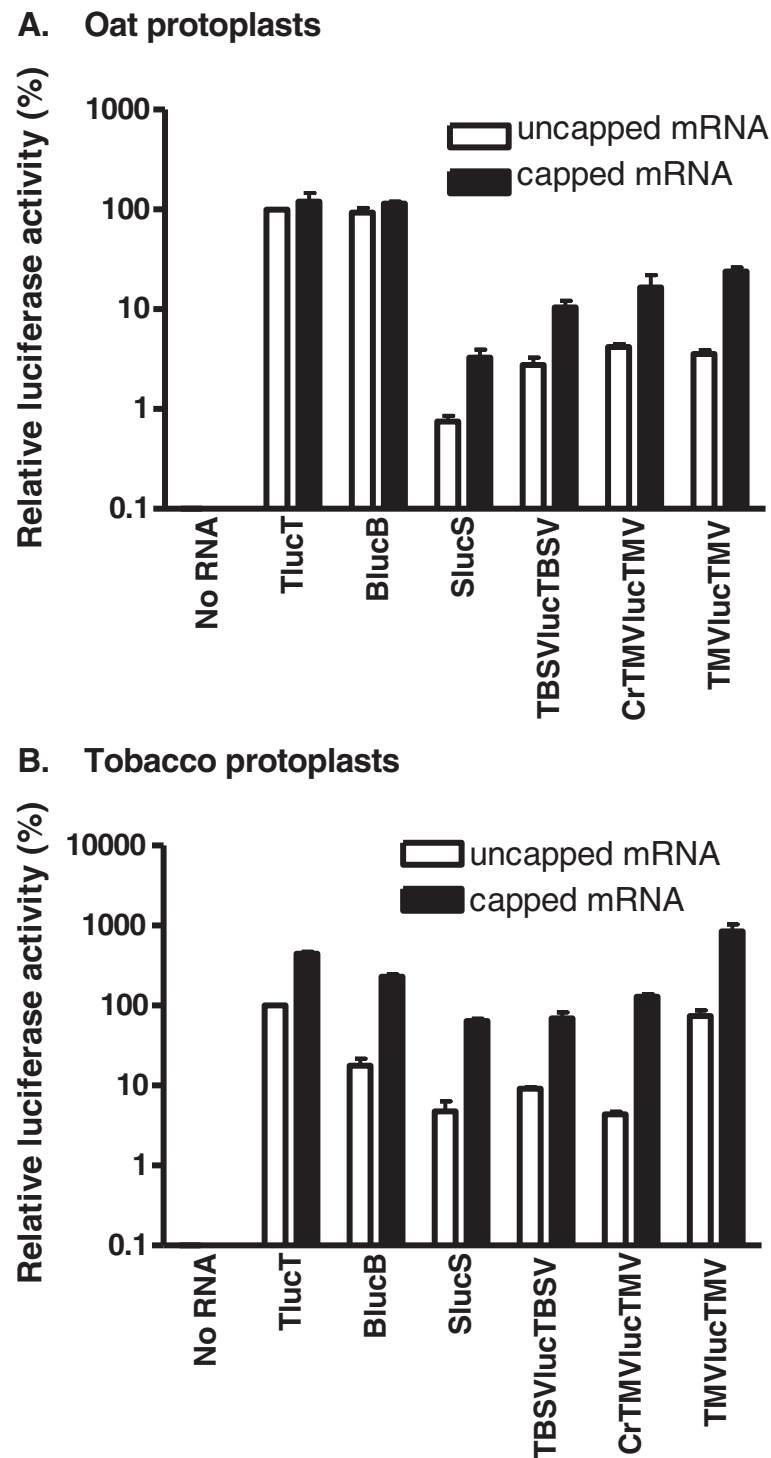 A. Oat protoplasts
Relative luciferase activity (%)
1000
100
10
1
0.1
uncapped mRNA
capped mRNA
No RNA
TlucT
BlucB
SlucS
TBSVlucTBSV
CrTMVlucTMV
TMVlucTMV
B. Tobacco protoplasts
Relative luciferase activity (%)
10000
1000
100
10
1
0.1
uncapped mRNA
capped mRNA
No RNA
TlucT
BlucB
SlucS
TBSVlucTBSV
CrTMVlucTMV
TMVlucTMV